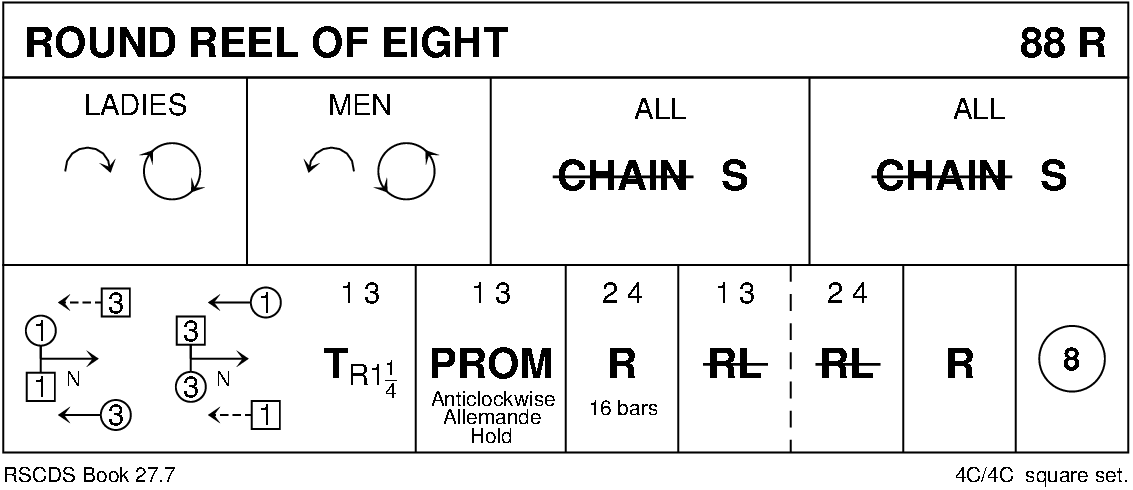 ROUND REEL OF EIGHT 88 R
LADIES MEN ALL ALL
CHAIN S CHAIN S
1 3 1 3 2 4 1 3 2 4
3 1
1 3
N N
1 3
3 1
T R1 1/4 PROM R RL RL R 8
Anticlockwise
Allemande
Hold
16 bars
RSCDS Book 27.7 4C/4C square set.